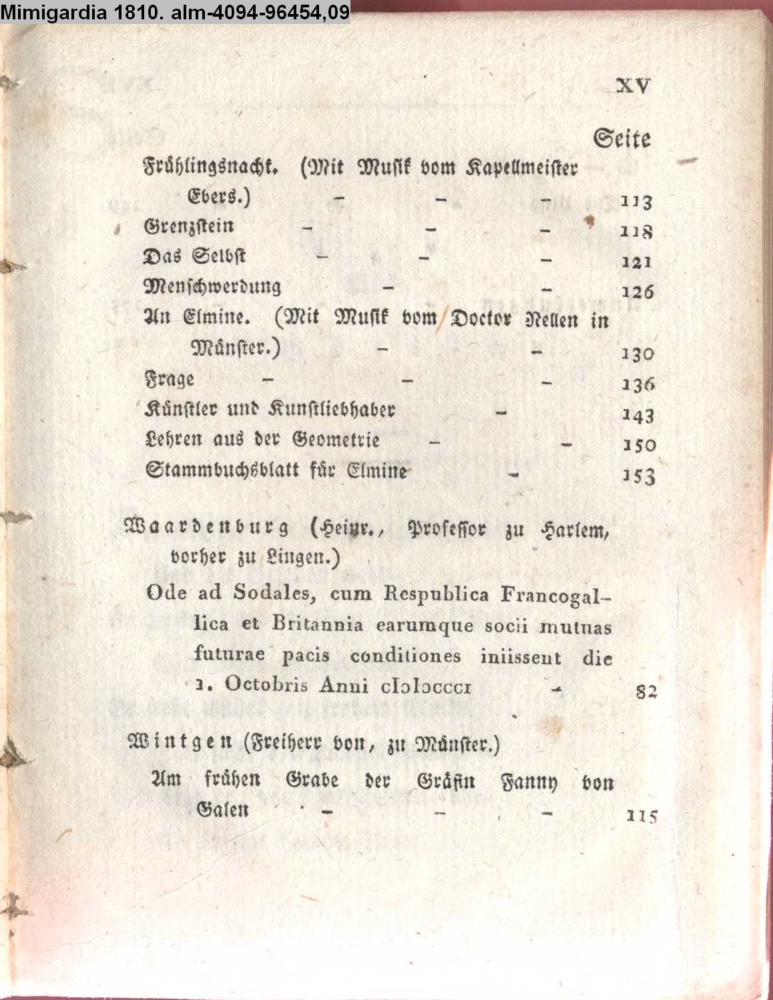 Mimigardia 1810. alm-4094-96454,09
XV
Seite
Frühlingsnacht. (Mit Musik vom Kapellmeister
Ebers.) – – – 113
Grenzstein – – – 118
Das Selbst – – – 121
Menschwerdung – – 126
An Elmine. (Mit Musik vom Doctor Nellen in
Münster.) – – 130
Frage – – – 136
Künstler und Kunstliebhaber – 143
Lehren aus der Geometrie – – 150
Stammbuchsblatt für Elmine – 153
Waardenburg (Heinr., Professor zu Harlem,
vorher zu Lingen.)
Ode ad Sodales, cum Respublica Francogal-
lica et Britannia earumque socii mutuas
futurae pacis conditiones iniissent die
1. Octobris Anni cIɔIɔccccI – 82
Wintgen (Freiherr von, zu Münster.)
Am frühen Grabe der Gräfin Fanny von
Galen – – – 115